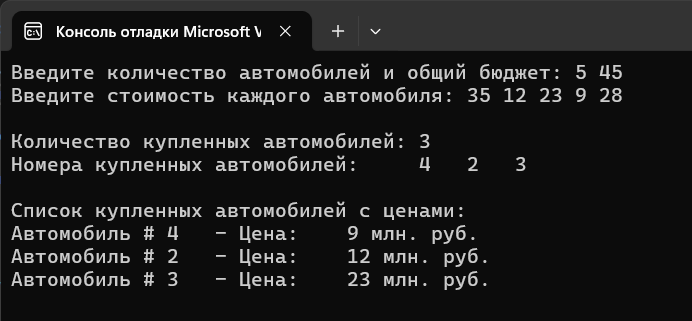 Консоль отладки Microsoft V
Введите количество автомобилей и общий бюджет: 5 45
Введите стоимость каждого автомобиля: 35 12 23 9 28
Количество купленных автомобилей: 3
Номера купленных автомобилей: 4 2 3
Список купленных автомобилей с ценами:
Автомобиль # 4 - Цена: 9 млн. руб.
Автомобиль # 2 - Цена: 12 млн. руб.
Автомобиль # 3 - Цена: 23 млн. руб.